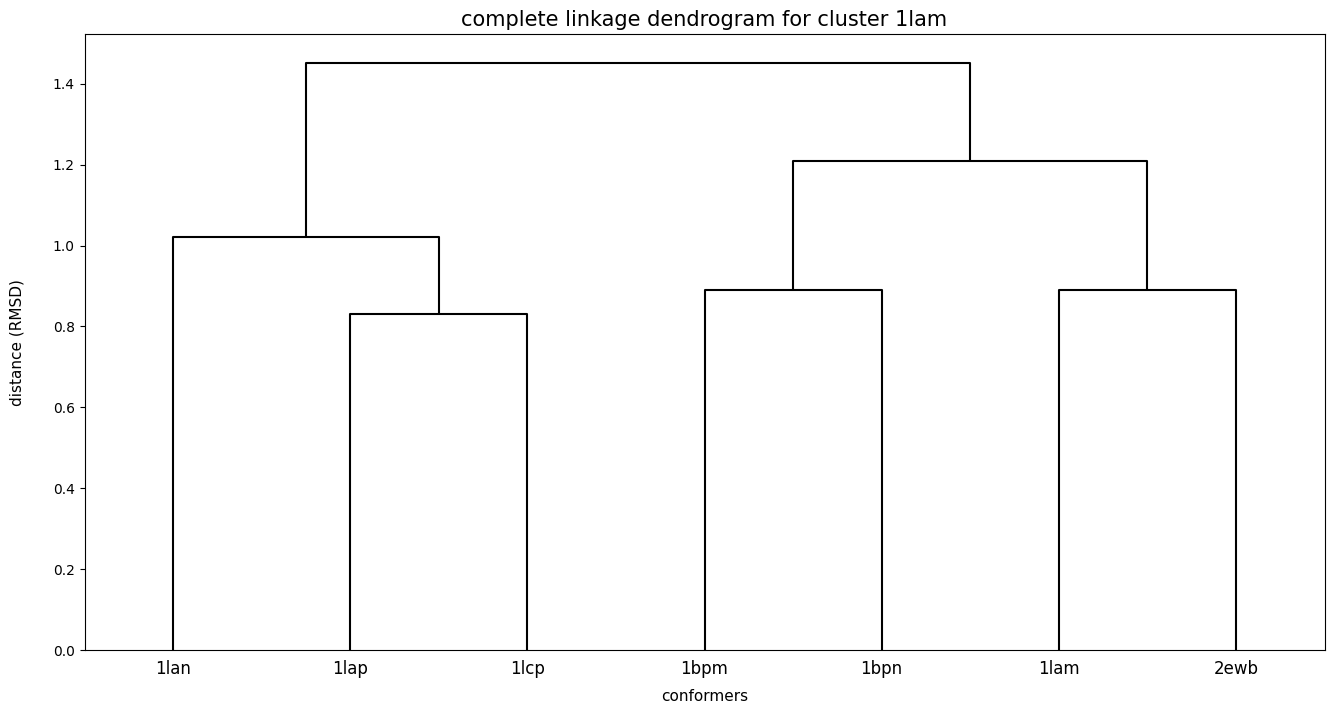 complete linkage dendrogram for cluster 1lam
1.4
1.2
1.0
0.8
0.6
0.4
0.2
0.0
distance (RMSD)
1lan 1lap 1lcp 1bpm 1bpn 1lam 2ewb
conformers